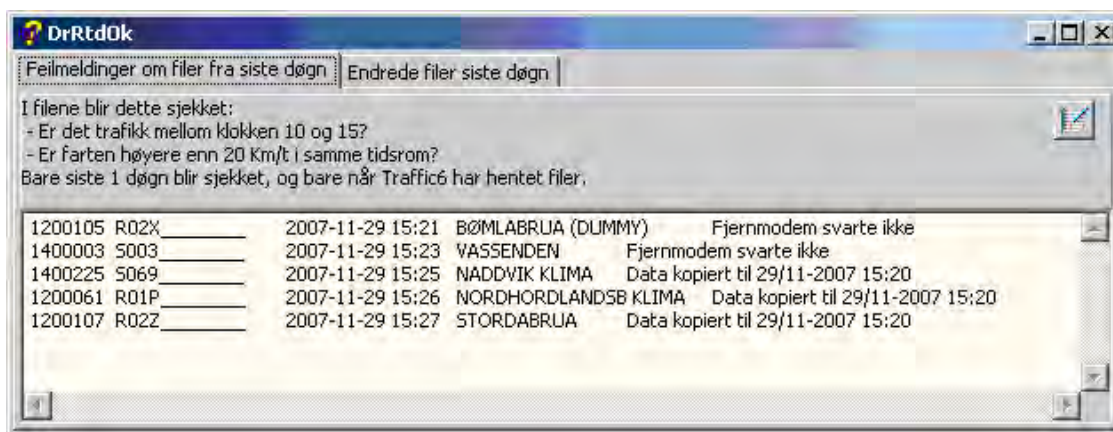 DrRtdOk
Feilmeldinger om filer fra siste døgn Endrede filer siste døgn
I filene blir dette sjekket:
- Er det trafikk mellom klokken 10 og 15?
- Er farten høyere enn 20 Km/t i samme tidsrom?
Bare siste 1 døgn blir sjekket, og bare når Traffic6 har hentet filer.
1200105 R02X_________ 2007-11-29 15:21 BØMLABRUA (DUMMY) Fjernmodem svarte ikke
1400003 S003_________ 2007-11-29 15:23 VASSENDEN Fjernmodem svarte ikke
1400225 S069_________ 2007-11-29 15:25 NADDVIK KLIMA Data kopiert til 29/11-2007 15:20
1200061 R01P_________ 2007-11-29 15:26 NORDHORDLANDSB KLIMA Data kopiert til 29/11-2007 15:20
1200107 R02Z_________ 2007-11-29 15:27 STORDABRUA Data kopiert til 29/11-2007 15:20